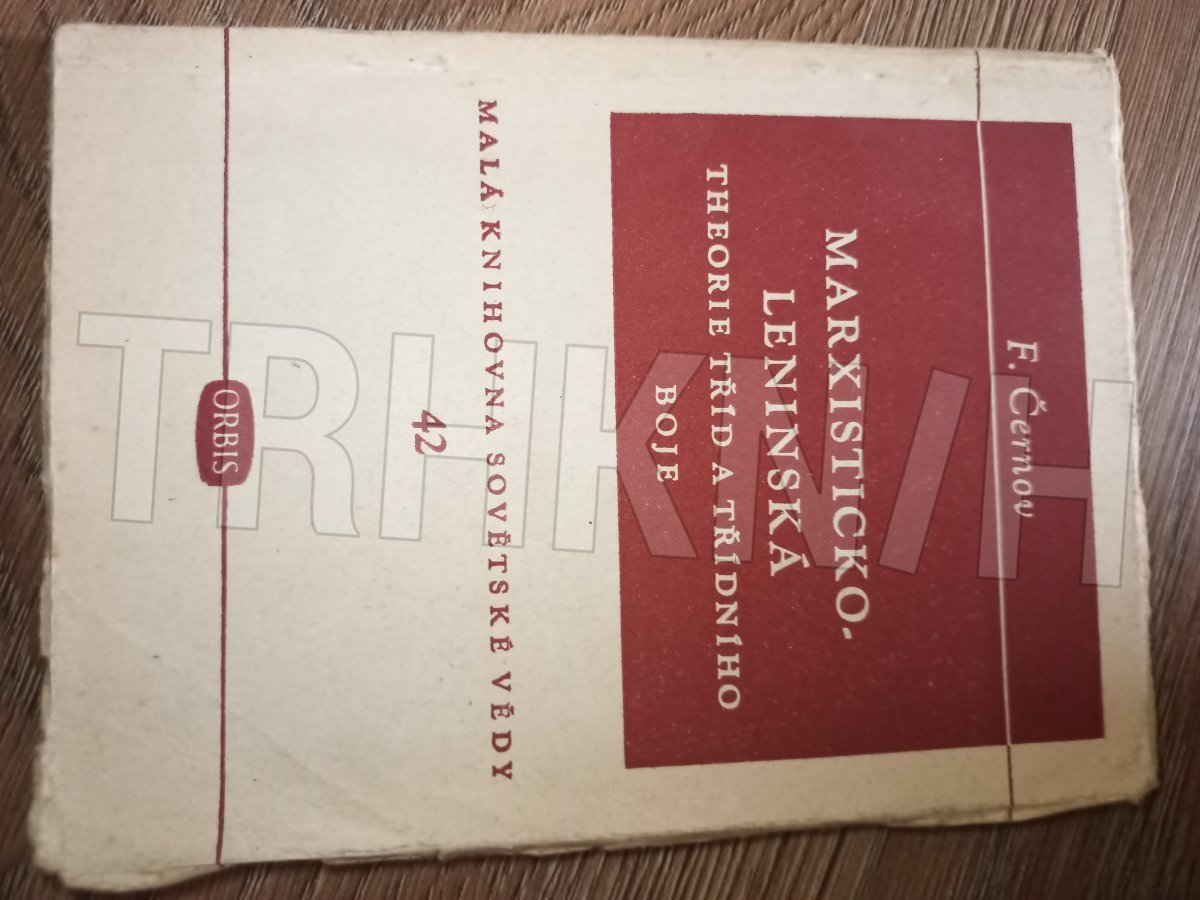 F. Černov
MARXISTICKO-
LENINSKÁ
THEORIE TŘÍD A TŘÍDNÍHO
BOJE
MALÁ KNIHOVNA SOVĚTSKÉ VĚDY
42
ORBIS
TRHKNIH